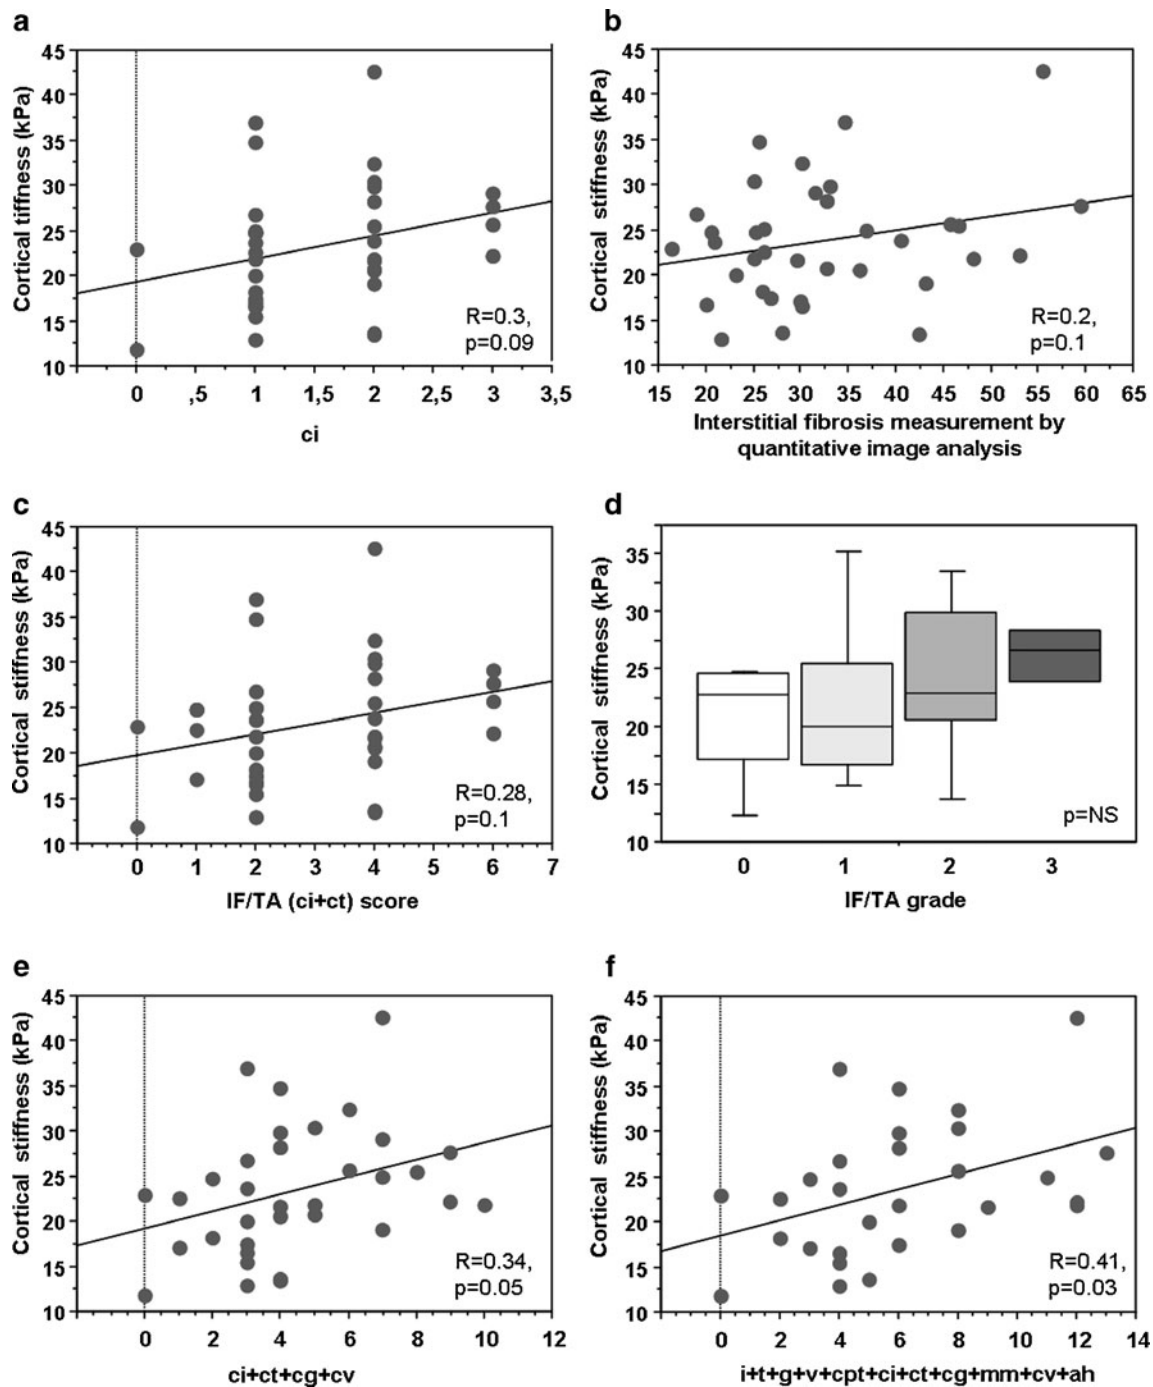 a
Cortical tiffness (kPa)
45
40
35
30
25
20
15
10
R=0.3,
p=0.09
0 ,5 1 1,5 2 2,5 3 3,5
ci
b
Cortical stiffness (kPa)
45
40
35
30
25
20
15
10
R=0.2,
p=0.1
15 20 25 30 35 40 45 50 55 60 65
Interstitial fibrosis measurement by
quantitative image analysis
c
Cortical stiffness (kPa)
45
40
35
30
25
20
15
10
R=0.28,
p=0.1
0 1 2 3 4 5 6 7
IF/TA (ci+ct) score
d
Cortical stiffness (kPa)
35
30
25
20
15
10
p=NS
0 1 2 3
IF/TA grade
e
Cortical stiffness (kPa)
45
40
35
30
25
20
15
10
R=0.34,
p=0.05
0 2 4 6 8 10 12
ci+ct+cg+cv
f
Cortical stiffness (kPa)
45
40
35
30
25
20
15
10
R=0.41,
p=0.03
0 2 4 6 8 10 12 14
i+t+g+v+cpt+ci+ct+cg+mm+cv+ah